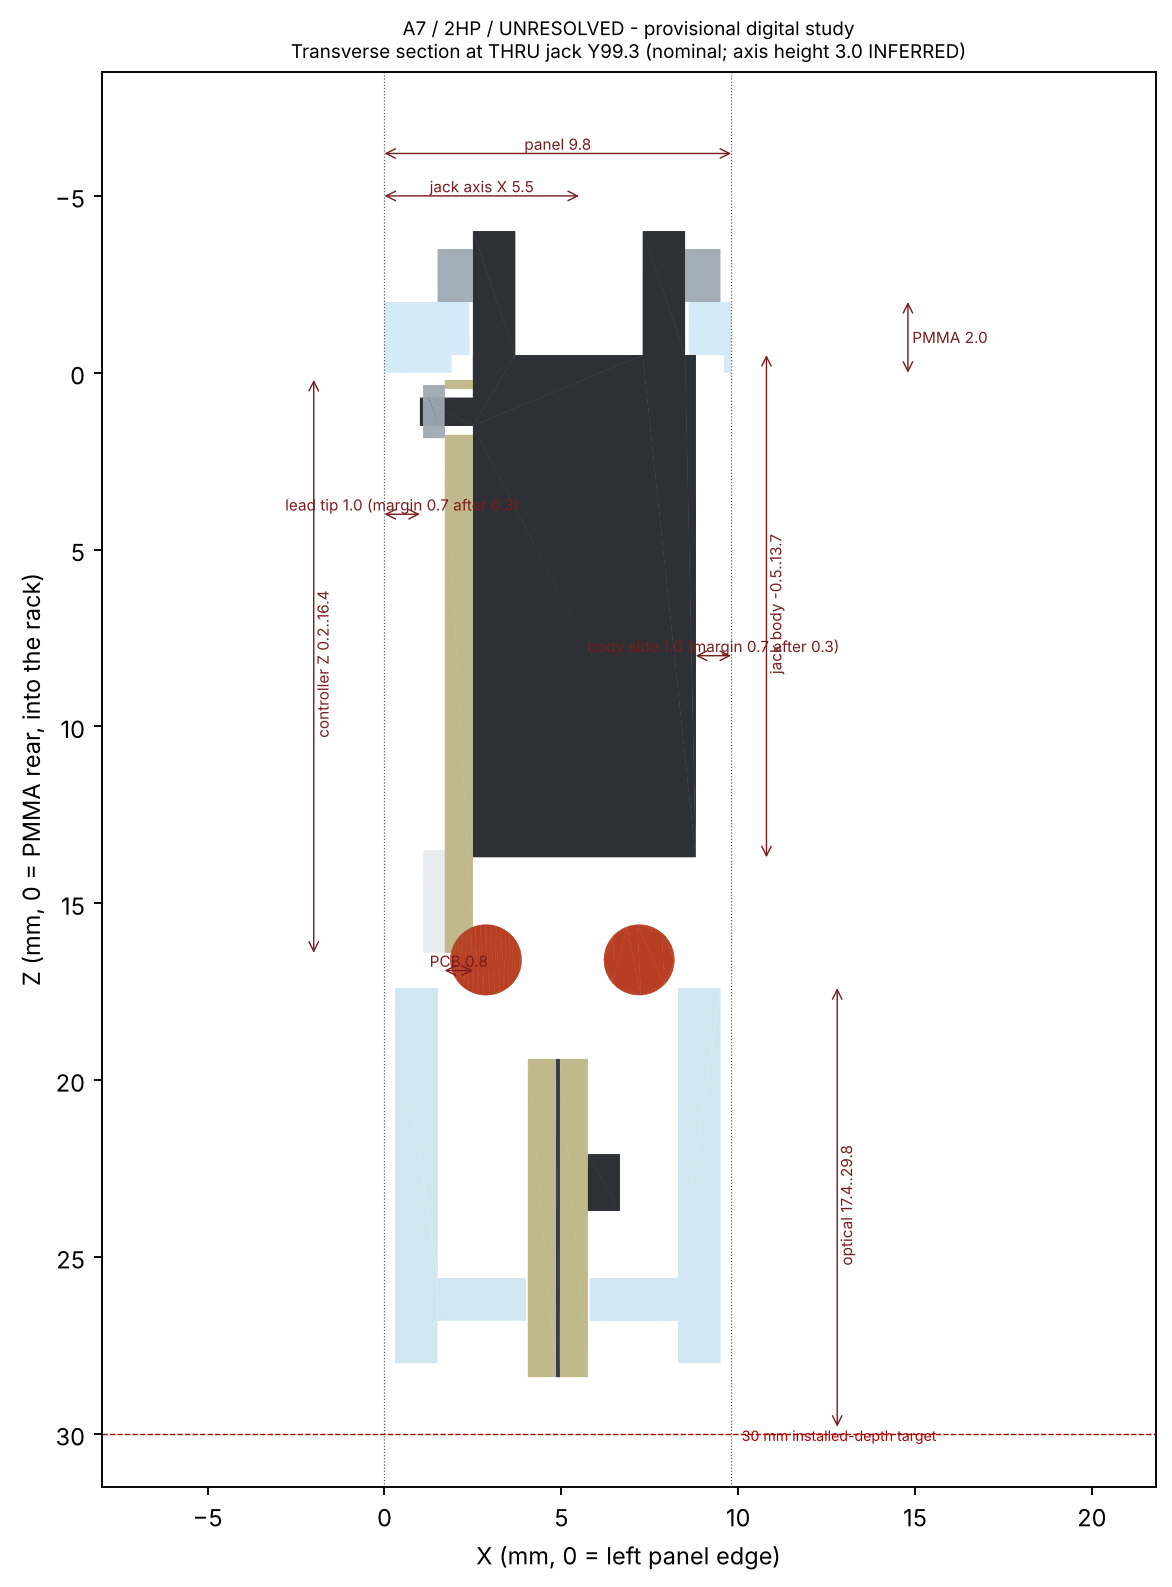 A7 / 2HP / UNRESOLVED - provisional digital study
Transverse section at THRU jack Y99.3 (nominal; axis height 3.0 INFERRED)
panel 9.8
jack axis X 5.5
−5
PMMA 2.0
0
lead tip 1.0 (margin 0.7 after 0.3)
5
jack body -0.5..13.7
controller Z 0.2..16.4
body side 1.0 (margin 0.7 after 0.3)
Z (mm, 0 = PMMA rear, into the rack)
10
15
PCB 0.8
20
optical 17.4..29.8
25
30
30 mm installed-depth target
−5
0
5
10
15
20
X (mm, 0 = left panel edge)